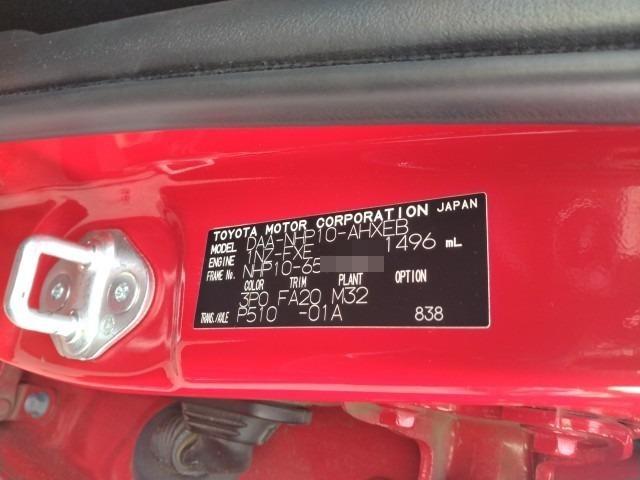 TOYOTA MOTOR CORPORATION JAPAN
MODEL DAA-NHP10-AHXEB
ENGINE 1NZ-FXE 1496 mL
FRAME No. NHP10-65
COLOR TRIM PLANT OPTION
3P0 FA20 M32
TRANS./AXLE P510 -01A 838